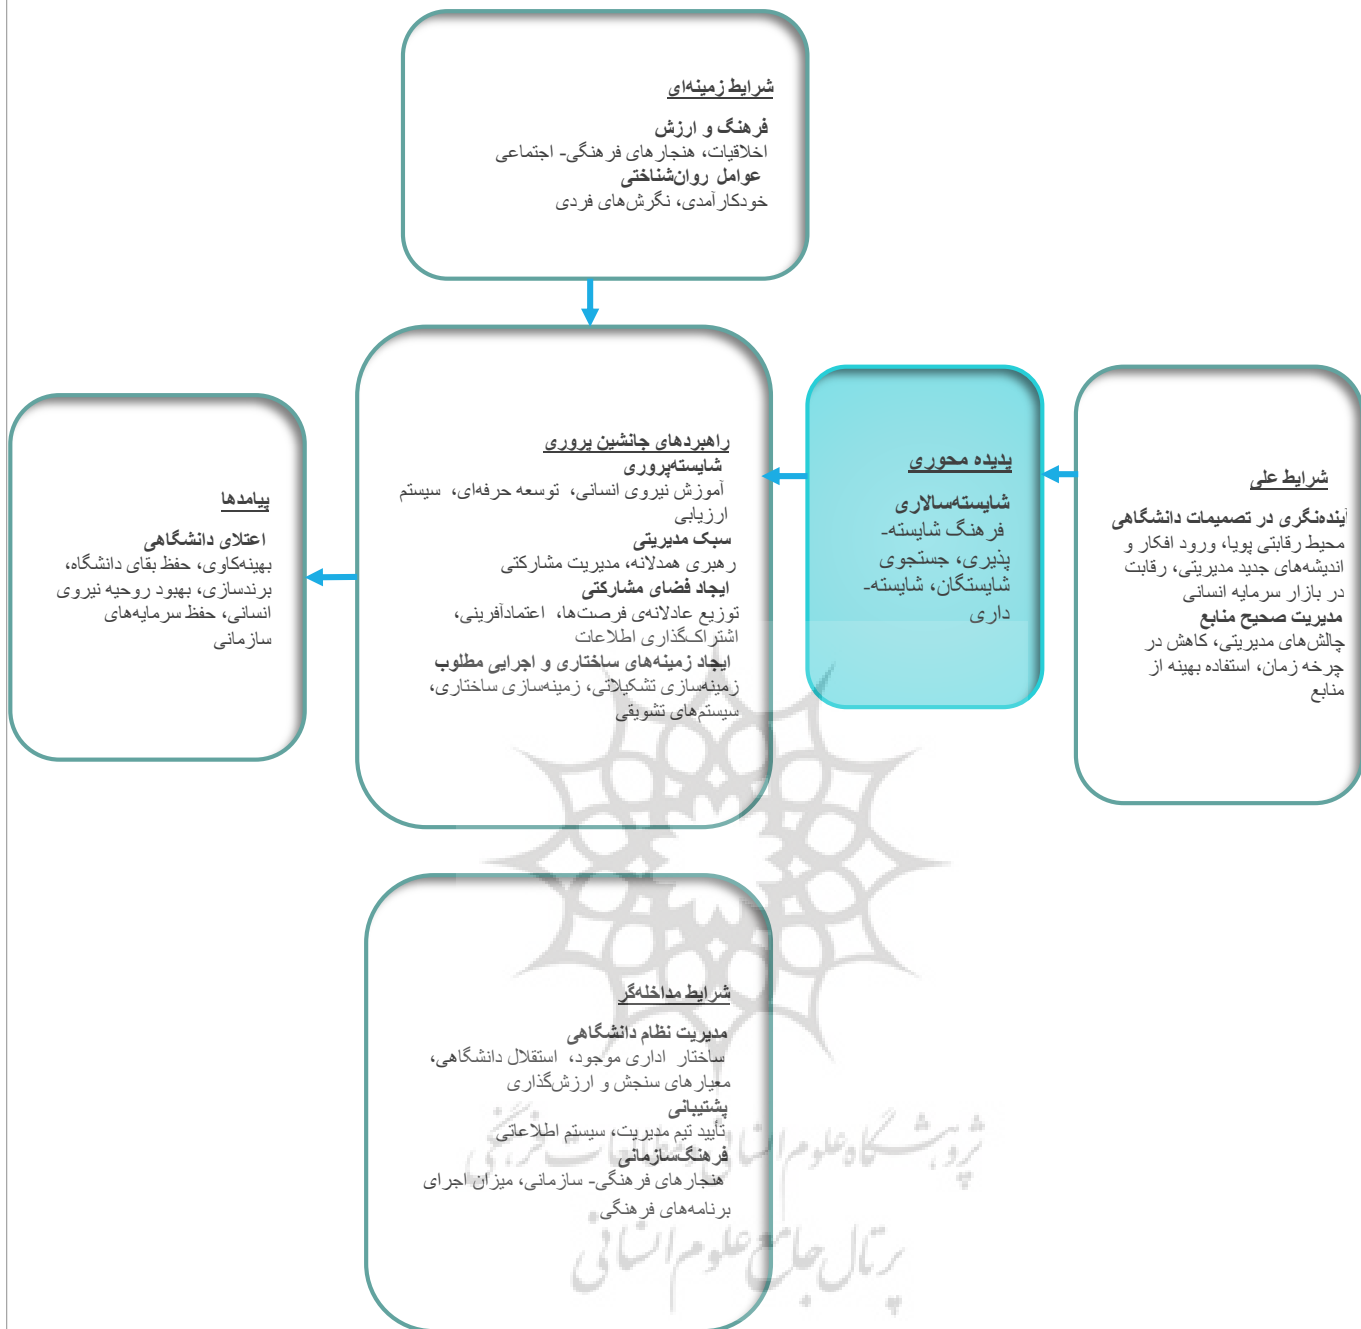 شرایط زمینه‌ای
فرهنگ و ارزش
اخلاقیات، هنجارهای فرهنگی- اجتماعی
عوامل روان‌شناختی
خودکارآمدی، نگرش‌های فردی
شرایط علی
آینده‌نگری در تصمیمات دانشگاهی
محیط رقابتی پویا، ورود افکار و
اندیشه‌های جدید مدیریتی، رقابت
در بازار سرمایه انسانی
مدیریت صحیح منابع
چالش‌های مدیریتی، کاهش در
چرخه زمان، استفاده بهینه از
منابع
پدیده محوری
شایسته‌سالاری
فرهنگ شایسته-
پذیری، جستجوی
شایستگان، شایسته-
داری
راهبردهای جانشین پروری
شایسته‌پروری
آموزش نیروی انسانی، توسعه حرفه‌ای، سیستم
ارزیابی
سبک مدیریتی
رهبری همدلانه، مدیریت مشارکتی
ایجاد فضای مشارکتی
توزیع عادلانه‌ی فرصت‌ها، اعتمادآفرینی،
اشتراک‌گذاری اطلاعات
ایجاد زمینه‌های ساختاری و اجرایی مطلوب
زمینه‌سازی تشکیلاتی، زمینه‌سازی ساختاری،
سیستم‌های تشویقی
پیامدها
اعتلای دانشگاهی
بهینه‌کاوی، حفظ بقای دانشگاه،
برندسازی، بهبود روحیه نیروی
انسانی، حفظ سرمایه‌های
سازمانی
شرایط مداخله‌گر
مدیریت نظام دانشگاهی
ساختار اداری موجود، استقلال دانشگاهی،
معیارهای سنجش و ارزش‌گذاری
پشتیبانی
تأیید تیم مدیریت، سیستم اطلاعاتی
فرهنگ‌سازمانی
هنجارهای فرهنگی- سازمانی، میزان اجرای
برنامه‌های فرهنگی
پژوهشگاه علوم انسانی و مطالعات فرهنگی
پرتال جامع علوم انسانی